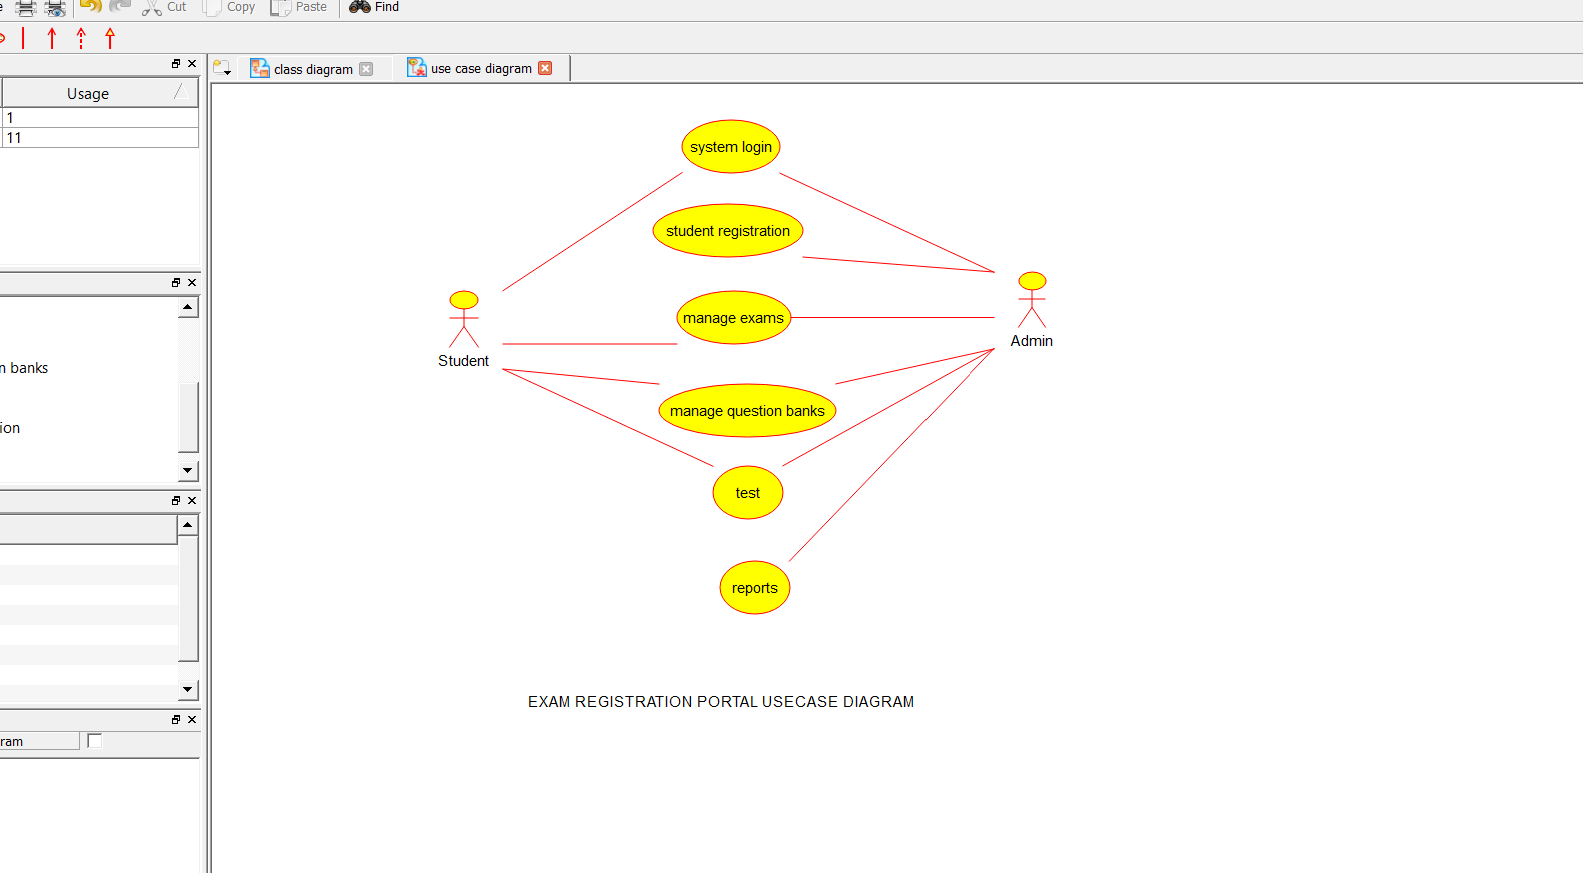 Cut Copy Paste Find
class diagram use case diagram
Usage
1
11
n banks
ion
ram
system login
student registration
manage exams
Student
Admin
manage question banks
test
reports
EXAM REGISTRATION PORTAL USECASE DIAGRAM